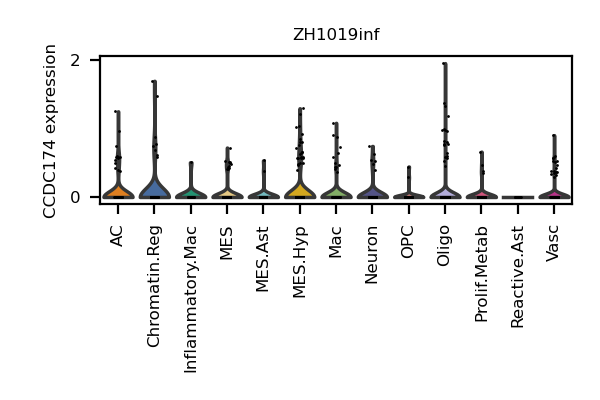 ZH1019inf
CCDC174 expression
2
0
AC
Chromatin.Reg
Inflammatory.Mac
MES
MES.Ast
MES.Hyp
Mac
Neuron
OPC
Oligo
Prolif.Metab
Reactive.Ast
Vasc